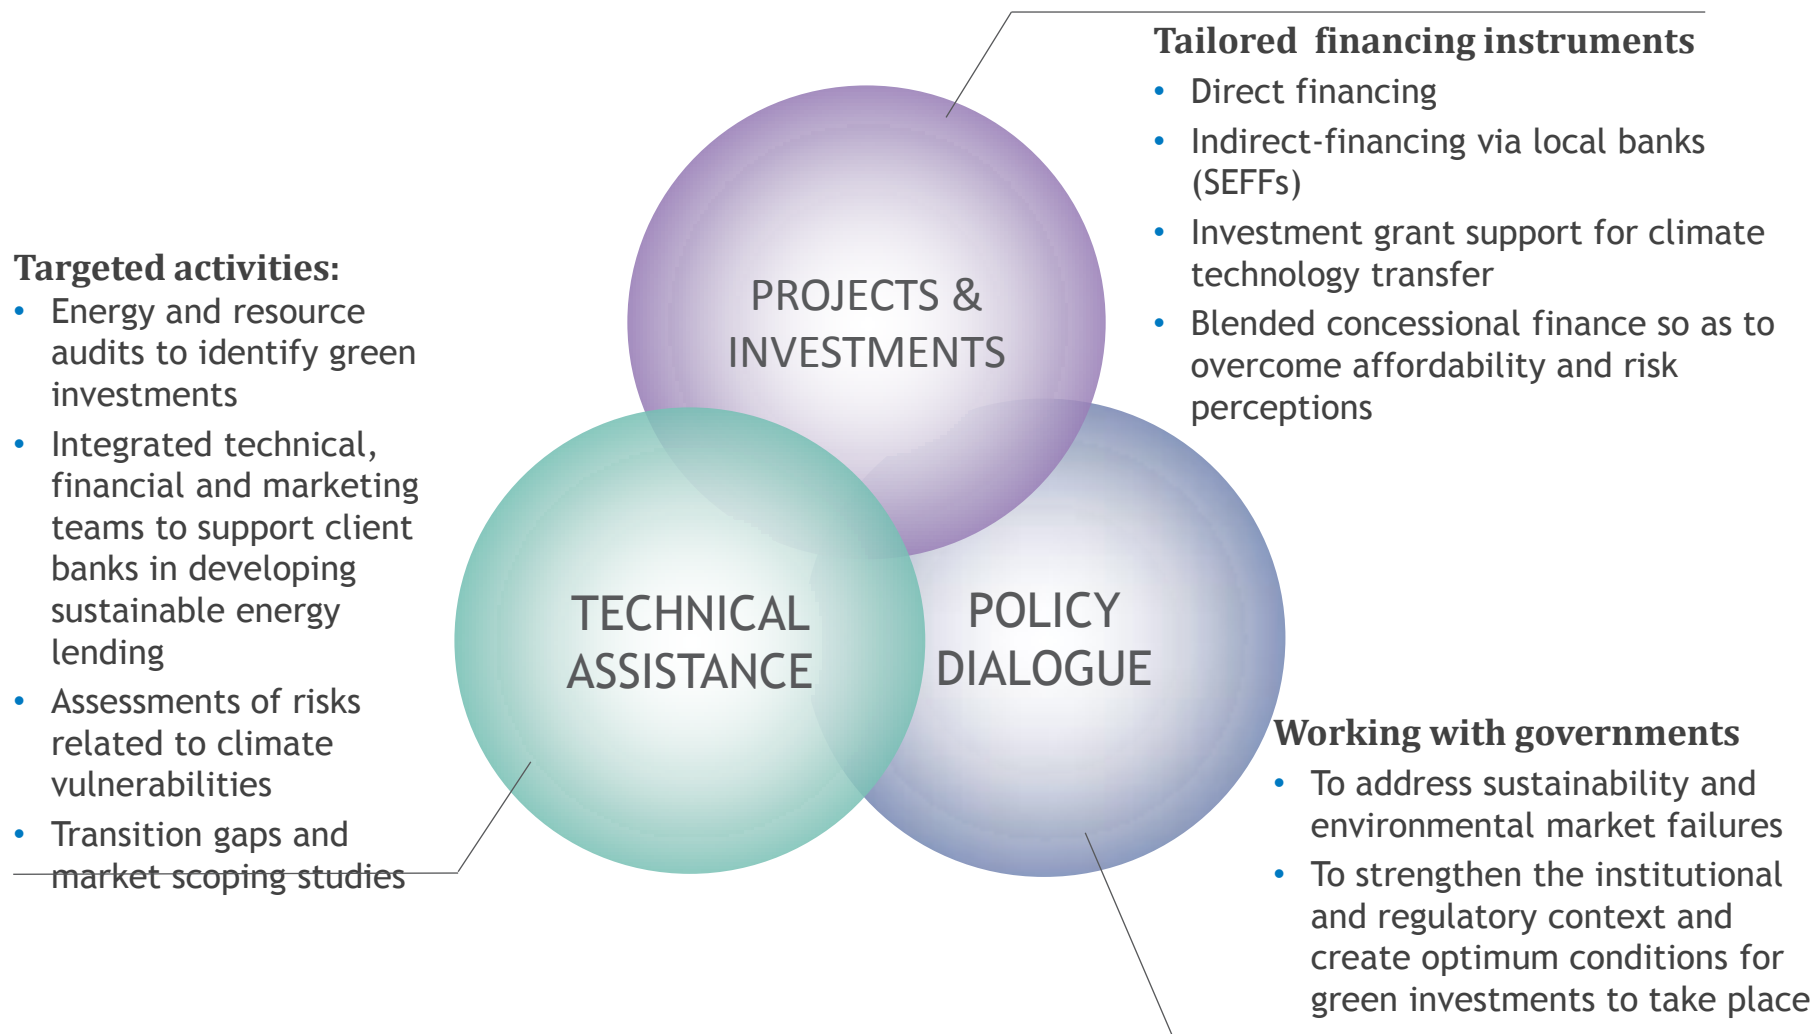 Tailored  financing instruments
• Direct financing
• Indirect-financing via local banks
(SEFFs)
• Investment grant support for climate
technology transfer
• Blended concessional finance so as to
overcome affordability and risk
perceptions
PROJECTS &
INVESTMENTS
Targeted activities:
• Energy and resource
audits to identify green
investments
• Integrated technical,
financial and marketing
teams to support client
banks in developing
sustainable energy
lending
• Assessments of risks
related to climate
vulnerabilities
• Transition gaps and
market scoping studies
TECHNICAL
ASSISTANCE
POLICY
DIALOGUE
Working with governments
• To address sustainability and
environmental market failures
• To strengthen the institutional
and regulatory context and
create optimum conditions for
green investments to take place